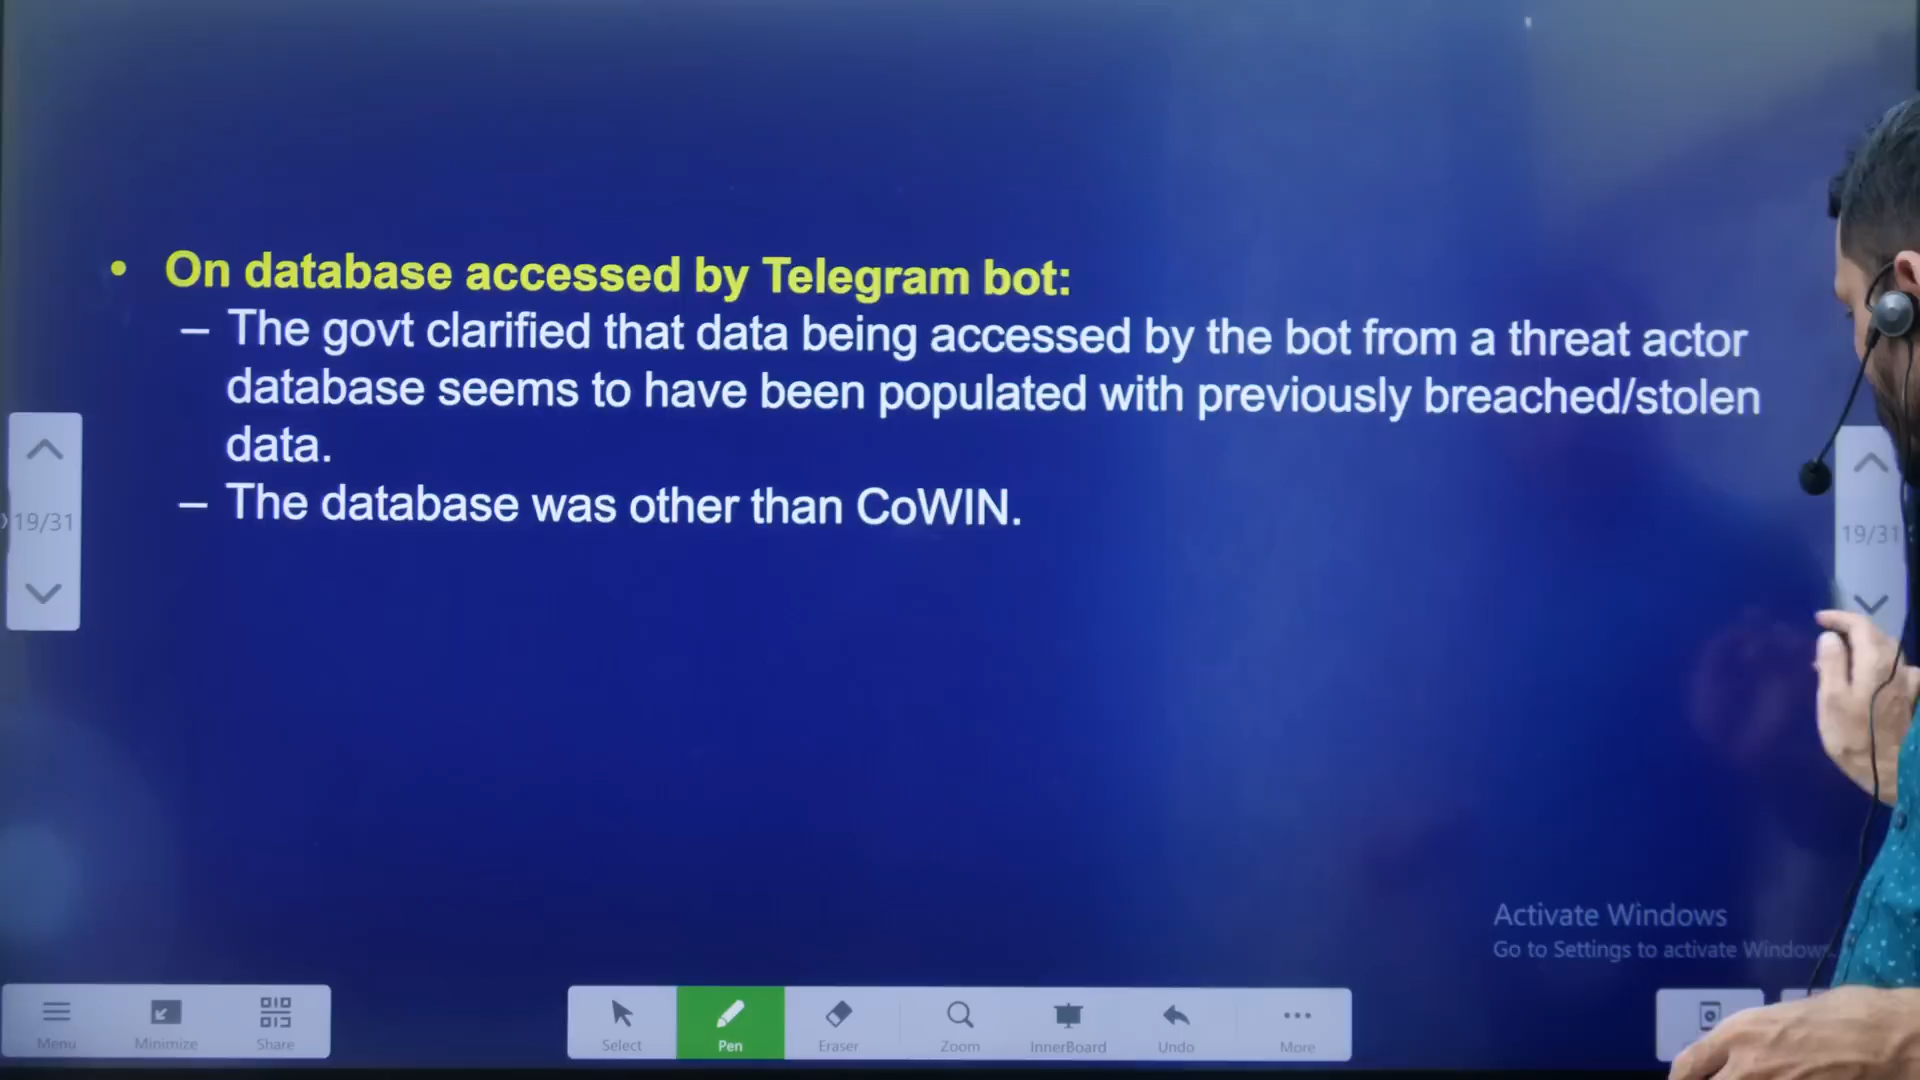 • On database accessed by Telegram bot:
– The govt clarified that data being accessed by the bot from a threat actor
database seems to have been populated with previously breached/stolen
data.
– The database was other than CoWIN.
19/31
19/31
Activate Windows
Go to Settings to activate Windows.
Menu
Minimize
Share
Select
Pen
Eraser
Zoom
InnerBoard
Undo
More